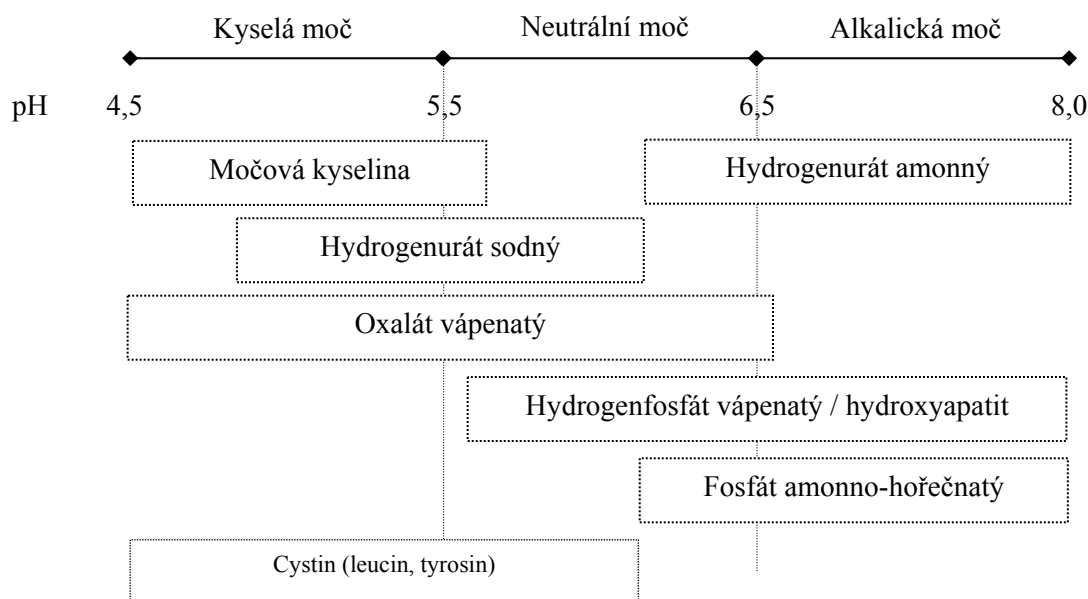 Kyselá moč Neutrální moč Alkalická moč
pH 4,5 5,5 6,5 8,0
Močová kyselina Hydrogenurát amonný
Hydrogenurát sodný
Oxalát vápenatý
Hydrogenfosfát vápenatý / hydroxyapatit
Fosfát amonno-hořečnatý
Cystin (leucin, tyrosin)